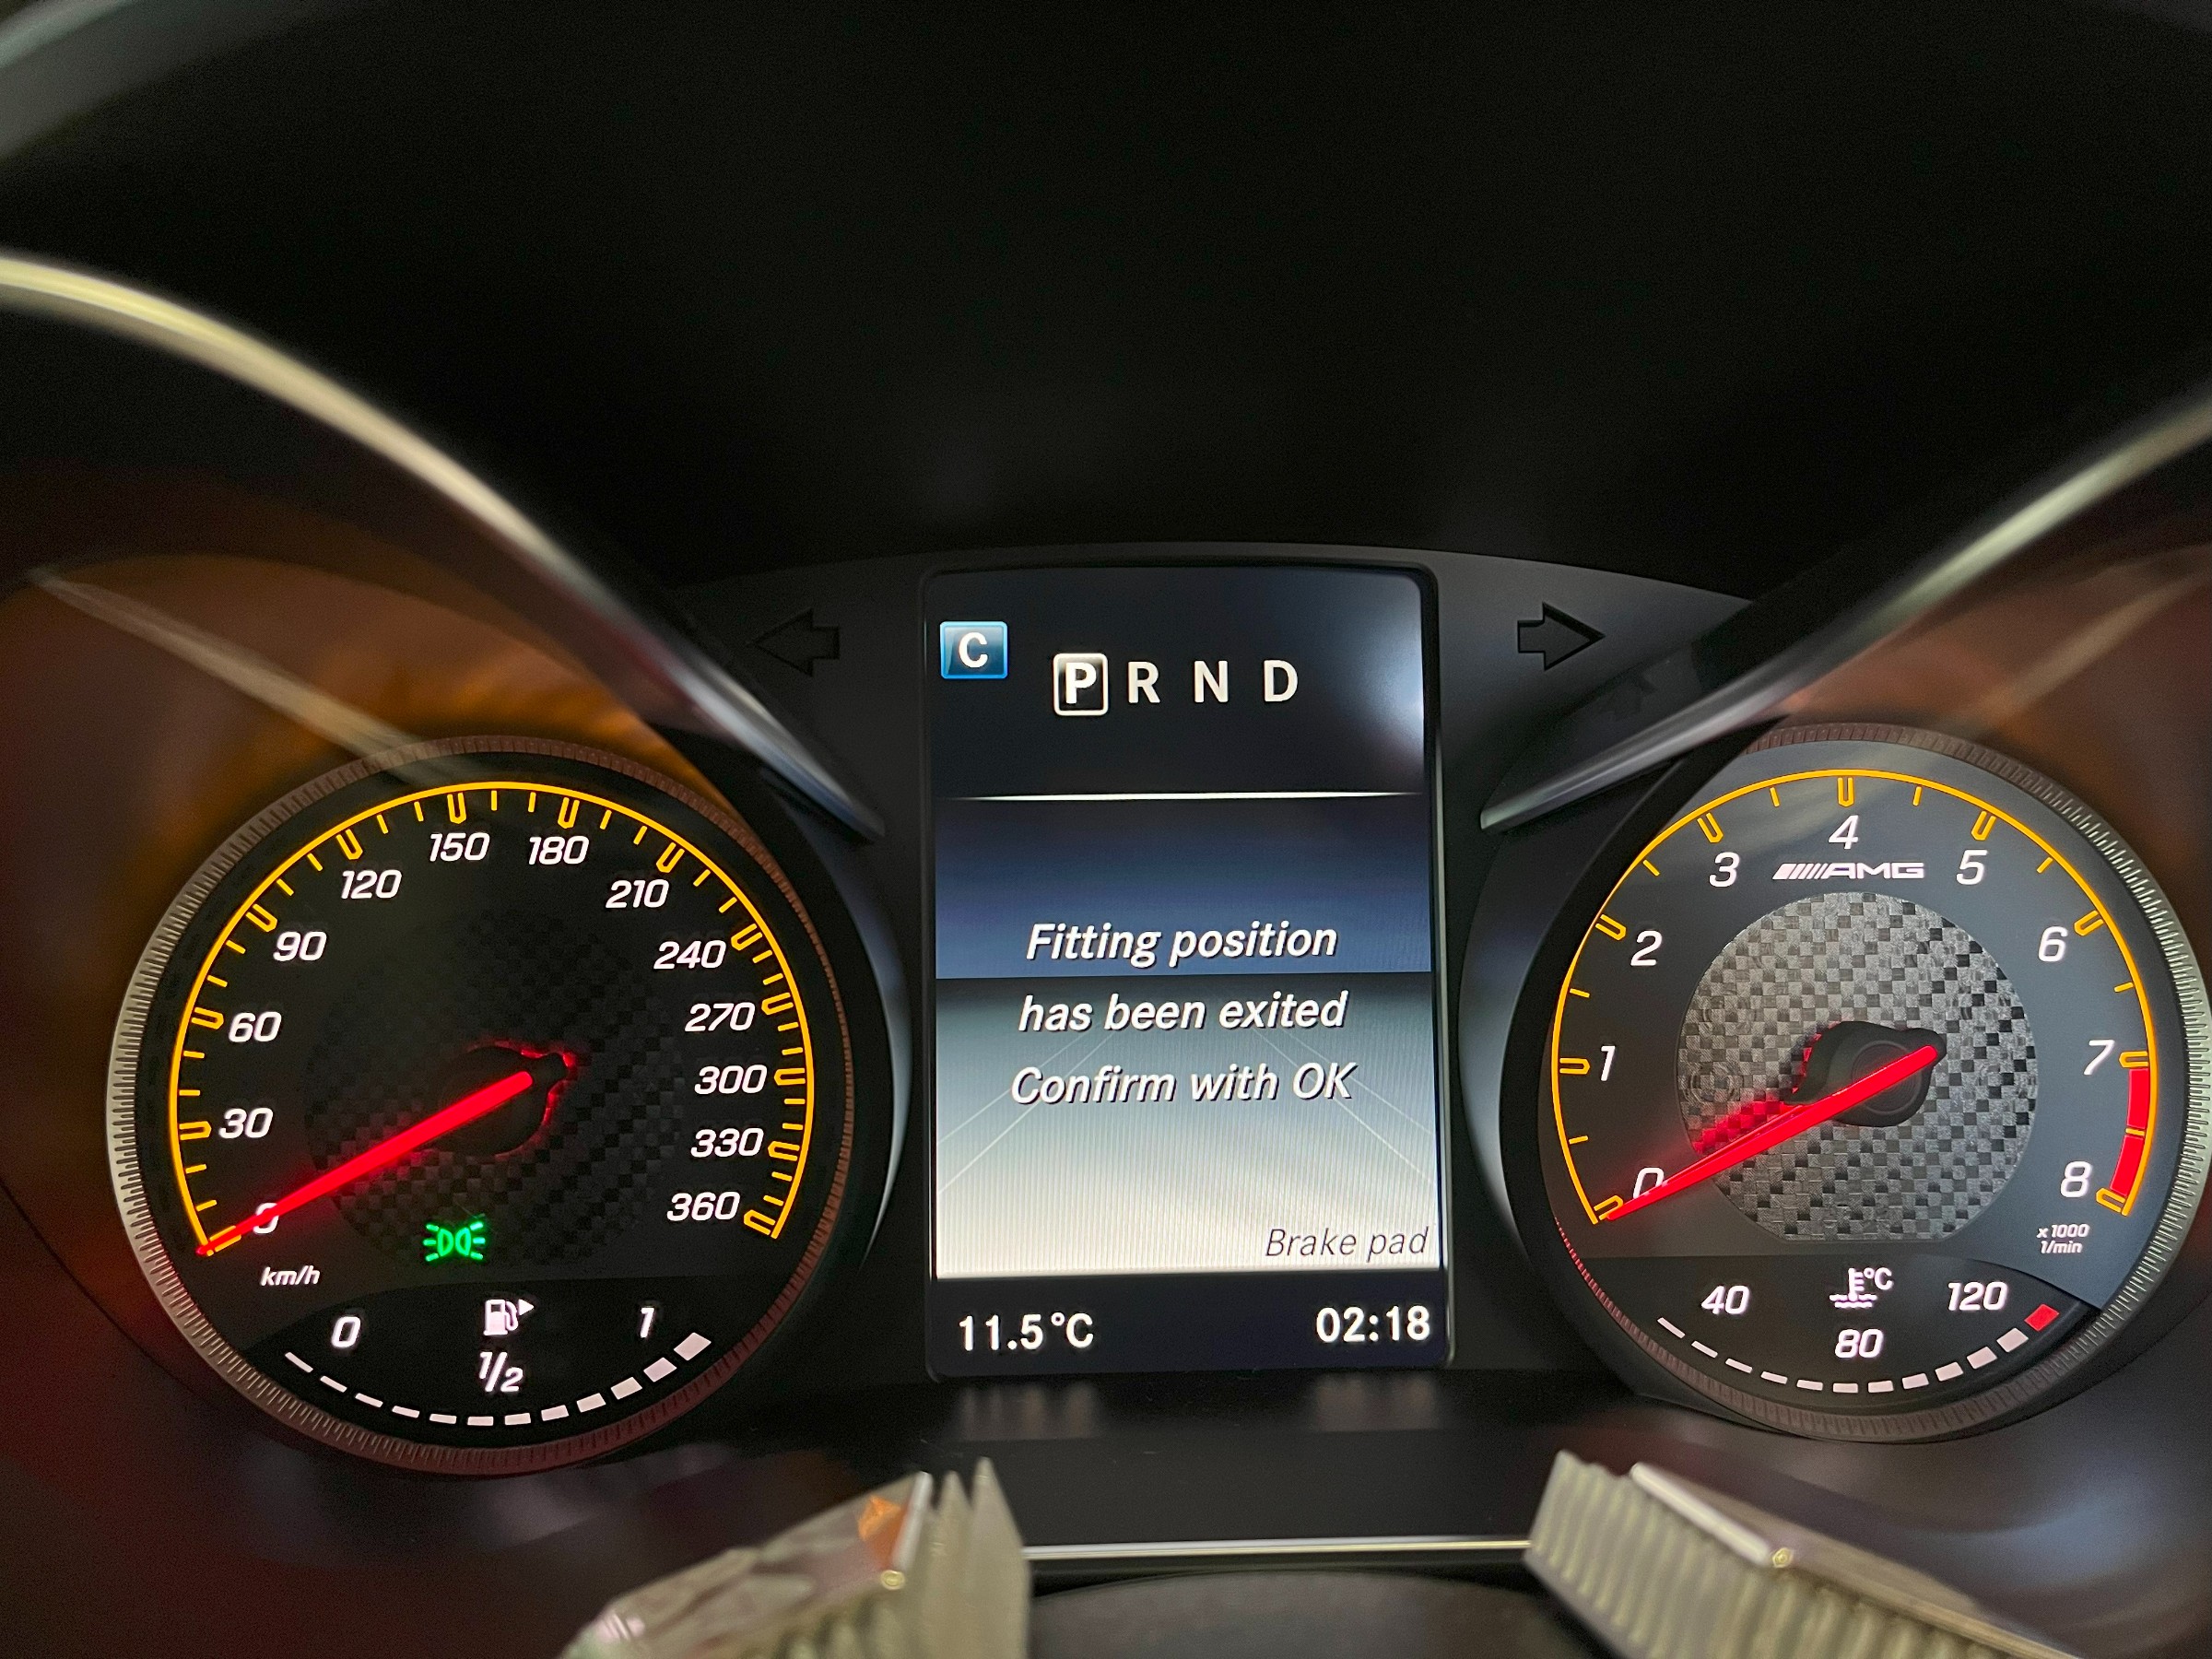 C
P R N D
Fitting position
has been exited
Confirm with OK
Brake pad
11.5°C 02:18
0
30
60
90
120
150
180
210
240
270
300
330
360
km/h
0
1/2
1
0
1
2
3
4
5
6
7
8
AMG
x 1000
1/min
40
80
°C
120